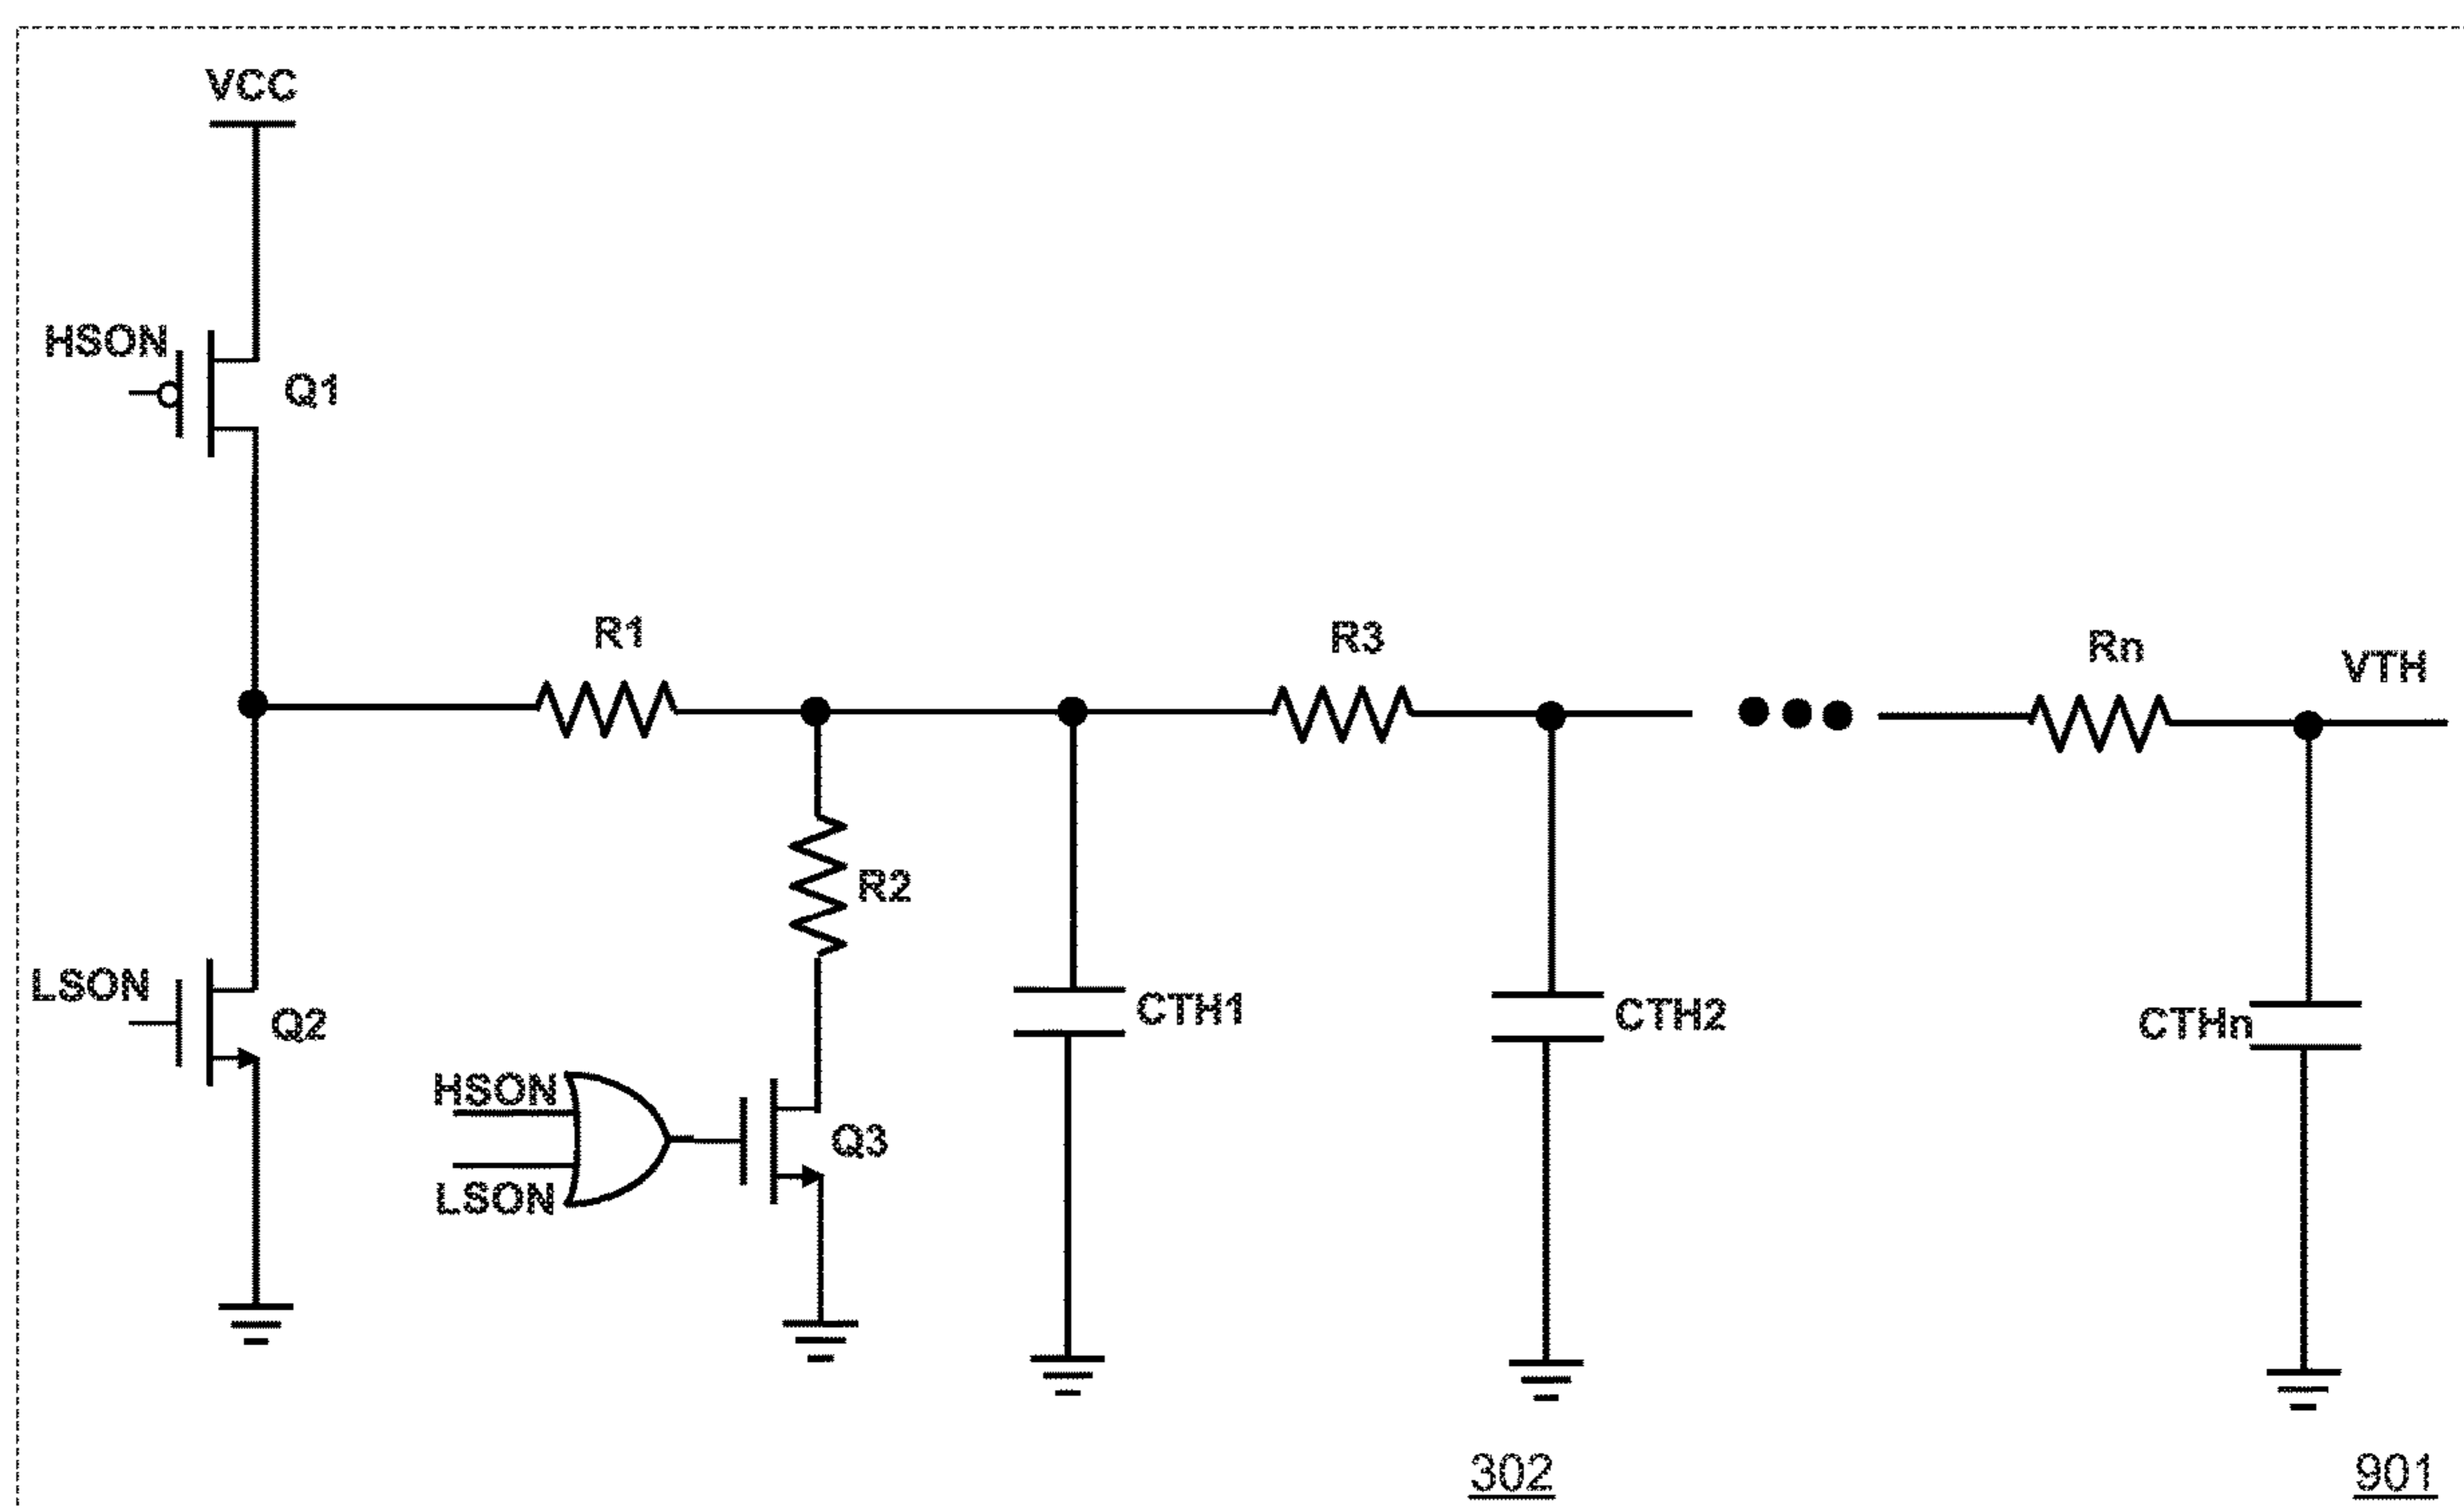 VCC
HSON
Q1
R1
R3
Rn
VTH
R2
LSON
Q2
CTH1
CTH2
CTHn
HSON
Q3
LSON
302
901